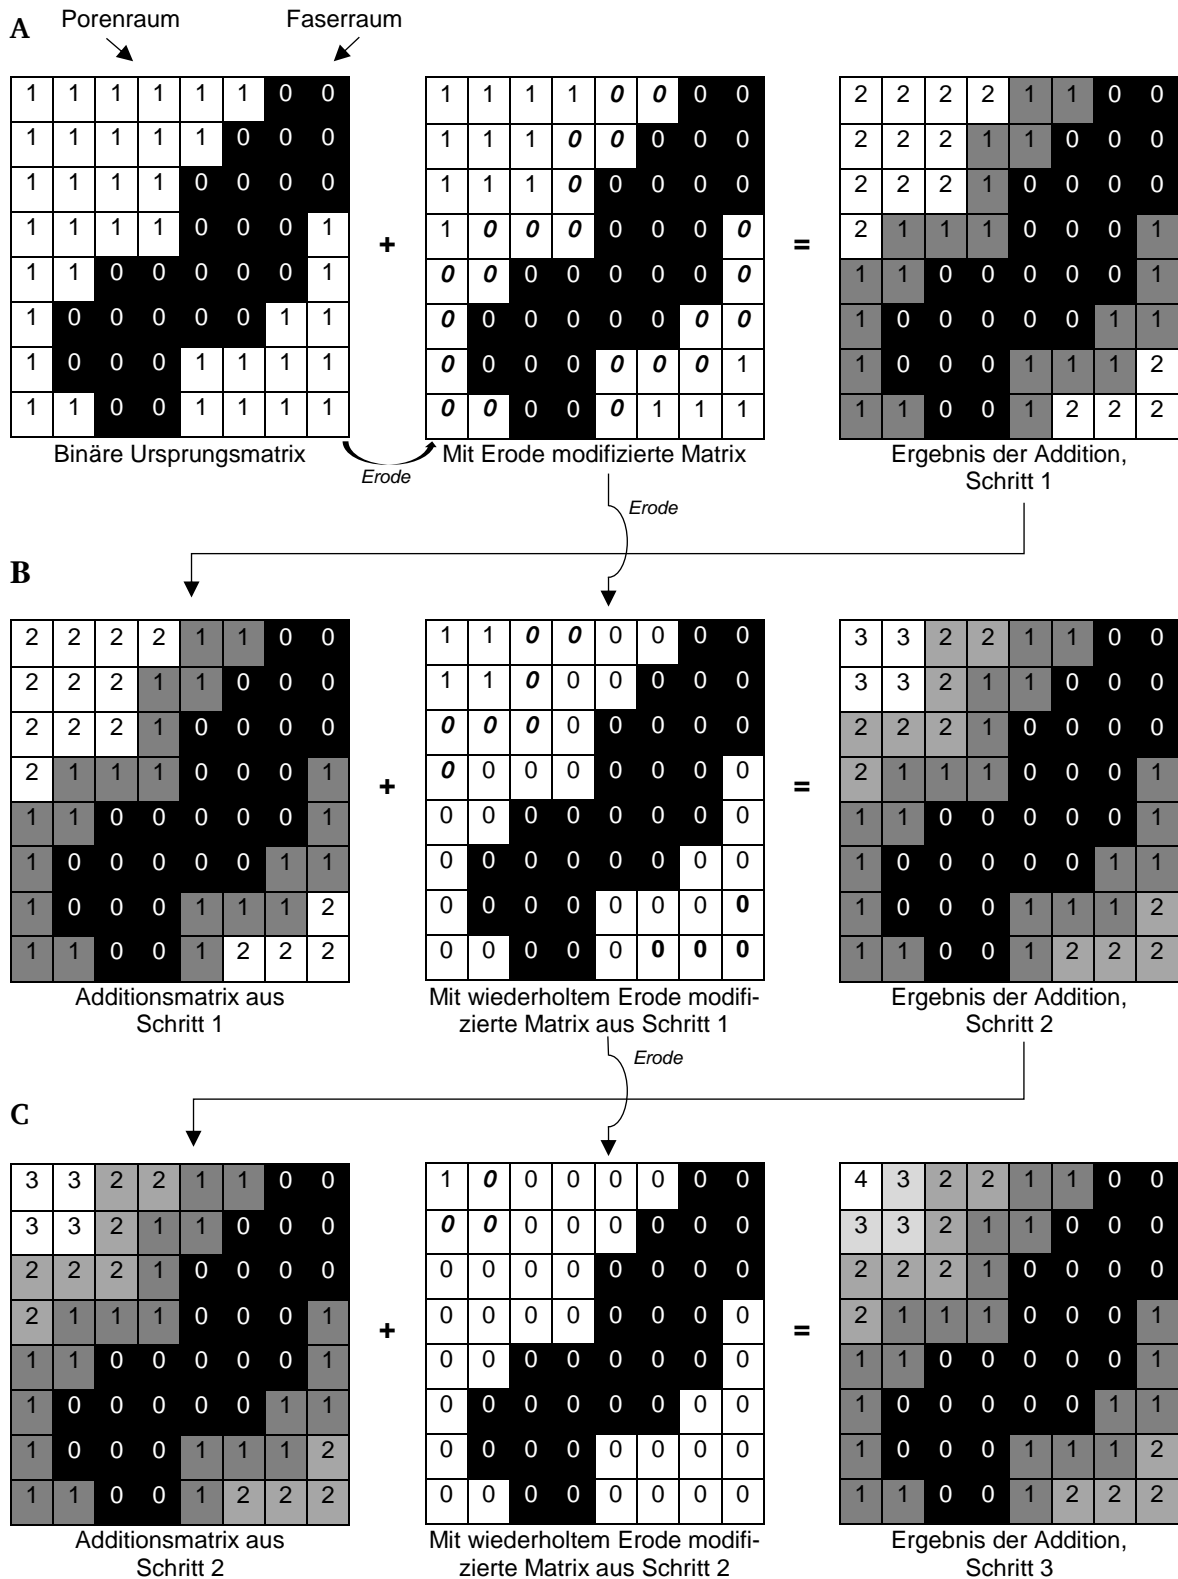 A
Porenraum Faserraum
1 1 1 1 1 1 0 0 1 1 1 1 0 0 0 0 2 2 2 2 1 1 0 0
1 1 1 1 1 0 0 0 1 1 1 0 0 0 0 0 2 2 2 1 1 0 0 0
1 1 1 1 0 0 0 0 1 1 1 0 0 0 0 0 2 2 2 1 0 0 0 0
1 1 1 1 0 0 0 1 + 1 0 0 0 0 0 0 0 = 2 1 1 1 0 0 0 1
1 1 0 0 0 0 0 1 0 0 0 0 0 0 0 0 1 1 0 0 0 0 0 1
1 0 0 0 0 0 1 1 0 0 0 0 0 0 0 0 1 0 0 0 0 0 1 1
1 0 0 0 1 1 1 1 0 0 0 0 0 0 0 1 1 0 0 0 1 1 1 2
1 1 0 0 1 1 1 1 0 0 0 0 0 1 1 1 1 1 0 0 1 2 2 2
Binäre Ursprungsmatrix Mit Erode modifizierte Matrix Ergebnis der Addition,
Erode Schritt 1
Erode
B
2 2 2 2 1 1 0 0 1 1 0 0 0 0 0 0 3 3 2 2 1 1 0 0
2 2 2 1 1 0 0 0 1 1 0 0 0 0 0 0 3 3 2 1 1 0 0 0
2 2 2 1 0 0 0 0 0 0 0 0 0 0 0 0 2 2 2 1 0 0 0 0
2 1 1 1 0 0 0 1 + 0 0 0 0 0 0 0 0 = 2 1 1 1 0 0 0 1
1 1 0 0 0 0 0 1 0 0 0 0 0 0 0 0 1 1 0 0 0 0 0 1
1 0 0 0 0 0 1 1 0 0 0 0 0 0 0 0 1 0 0 0 0 0 1 1
1 0 0 0 1 1 1 2 0 0 0 0 0 0 0 0 1 0 0 0 1 1 1 2
1 1 0 0 1 2 2 2 0 0 0 0 0 0 0 0 1 1 0 0 1 2 2 2
Additionsmatrix aus Mit wiederholtem Erode modifi- Ergebnis der Addition,
Schritt 1 zierte Matrix aus Schritt 1 Schritt 2
Erode
C
3 3 2 2 1 1 0 0 1 0 0 0 0 0 0 0 4 3 2 2 1 1 0 0
3 3 2 1 1 0 0 0 0 0 0 0 0 0 0 0 3 3 2 1 1 0 0 0
2 2 2 1 0 0 0 0 0 0 0 0 0 0 0 0 2 2 2 1 0 0 0 0
2 1 1 1 0 0 0 1 + 0 0 0 0 0 0 0 0 = 2 1 1 1 0 0 0 1
1 1 0 0 0 0 0 1 0 0 0 0 0 0 0 0 1 1 0 0 0 0 0 1
1 0 0 0 0 0 1 1 0 0 0 0 0 0 0 0 1 0 0 0 0 0 1 1
1 0 0 0 1 1 1 2 0 0 0 0 0 0 0 0 1 0 0 0 1 1 1 2
1 1 0 0 1 2 2 2 0 0 0 0 0 0 0 0 1 1 0 0 1 2 2 2
Additionsmatrix aus Mit wiederholtem Erode modifi- Ergebnis der Addition,
Schritt 2 zierte Matrix aus Schritt 2 Schritt 3